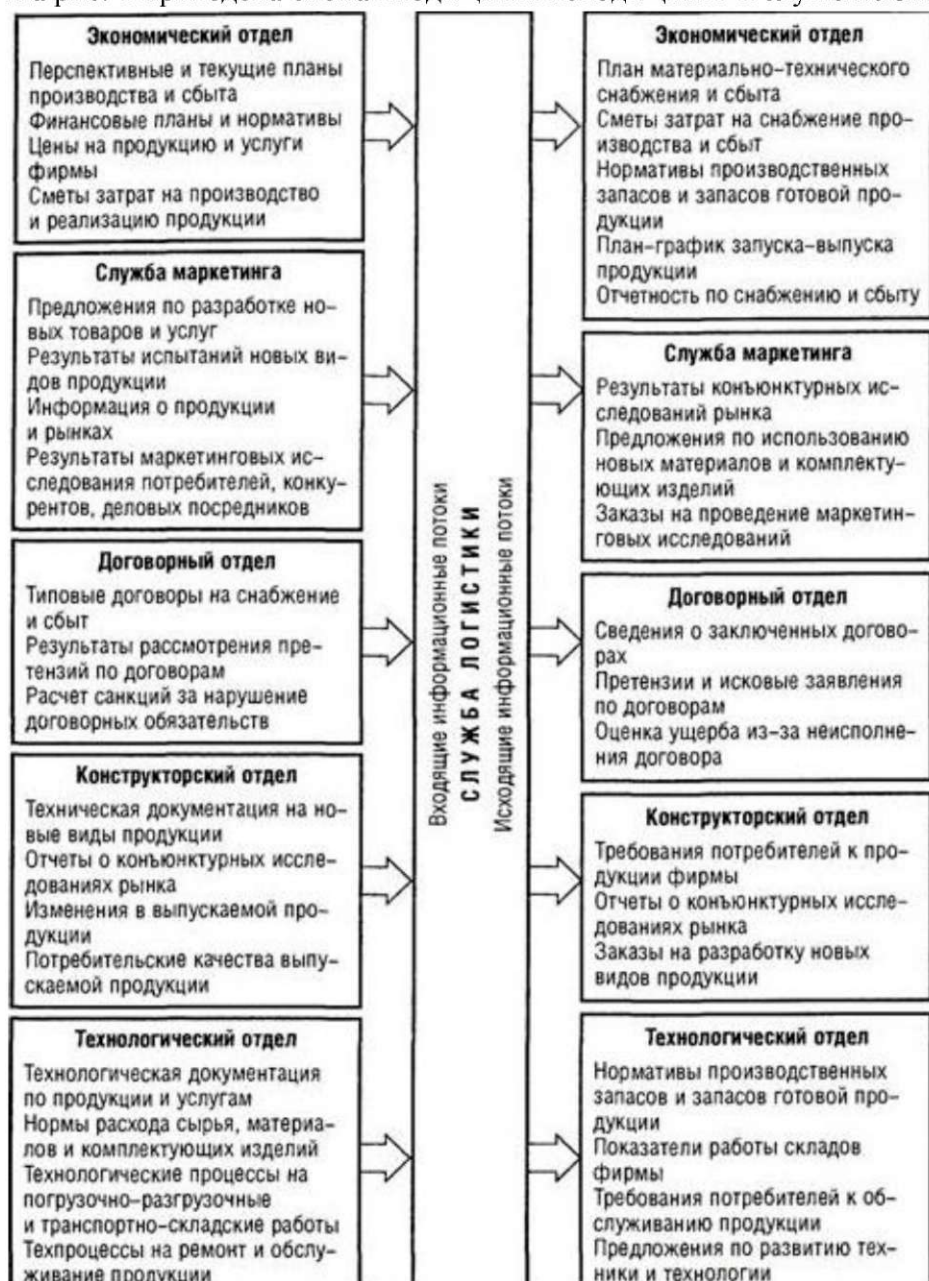 Экономический отдел
Перспективные и текущие планы
производства и сбыта
Финансовые планы и нормативы
Цены на продукцию и услуги
фирмы
Сметы затрат на производство
и реализацию продукции
Служба маркетинга
Предложения по разработке но-
вых товаров и услуг
Результаты испытаний новых ви-
дов продукции
Информация о продукции
и рынках
Результаты маркетинговых ис-
следования потребителей, конку-
рентов, деловых посредников
Договорный отдел
Типовые договоры на снабжение
и сбыт
Результаты рассмотрения пре-
тензий по договорам
Расчет санкций за нарушение
договорных обязательств
Конструкторский отдел
Техническая документация на но-
вые виды продукции
Отчеты о конъюнктурных иссле-
дованиях рынка
Изменения в выпускаемой про-
дукции
Потребительские качества выпу-
скаемой продукции
Технологический отдел
Технологическая документация
по продукции и услугам
Нормы расхода сырья, материа-
лов и комплектующих изделий
Технологические процессы на
погрузочно-разгрузочные
и транспортно-складские работы
Техпроцессы на ремонт и обслу-
живание продукции
Входящие информационные потоки
СЛУЖБА ЛОГИСТИКИ
Исходящие информационные потоки
Экономический отдел
План материально-технического
снабжения и сбыта
Сметы затрат на снабжение про-
изводства и сбыт
Нормативы производственных
запасов и запасов готовой про-
дукции
План-график запуска-выпуска
продукции
Отчетность по снабжению и сбыту
Служба маркетинга
Результаты конъюнктурных ис-
следований рынка
Предложения по использованию
новых материалов и комплекту-
ющих изделий
Заказы на проведение маркетин-
говых исследований
Договорный отдел
Сведения о заключенных догово-
рах
Претензии и исковые заявления
по договорам
Оценка ущерба из-за неисполне-
ния договора
Конструкторский отдел
Требования потребителей к про-
дукции фирмы
Отчеты о конъюнктурных иссле-
дованиях рынка
Заказы на разработку новых
видов продукции
Технологический отдел
Нормативы производственных
запасов и запасов готовой про-
дукции
Показатели работы складов
фирмы
Требования потребителей к об-
служиванию продукции
Предложения по развитию тех-
ники и технологии